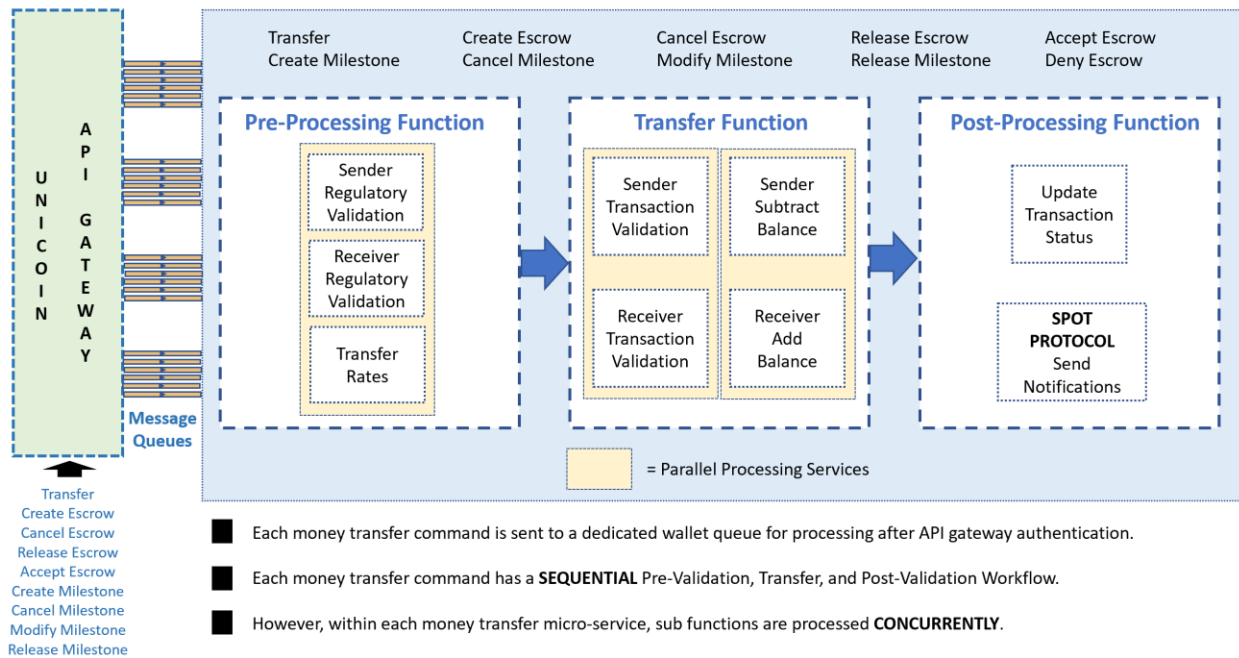 UNICOIN
API GATEWAY
Message
Queues
Transfer
Create Escrow
Cancel Escrow
Release Escrow
Accept Escrow
Create Milestone
Cancel Milestone
Modify Milestone
Release Milestone
Transfer
Create Milestone
Create Escrow
Cancel Milestone
Cancel Escrow
Modify Milestone
Release Escrow
Release Milestone
Accept Escrow
Deny Escrow
Pre-Processing Function
Sender
Regulatory
Validation
Receiver
Regulatory
Validation
Transfer
Rates
Transfer Function
Sender
Transaction
Validation
Sender
Subtract
Balance
Receiver
Transaction
Validation
Receiver
Add
Balance
Post-Processing Function
Update
Transaction
Status
SPOT
PROTOCOL
Send
Notifications
= Parallel Processing Services
Each money transfer command is sent to a dedicated wallet queue for processing after API gateway authentication.
Each money transfer command has a SEQUENTIAL Pre-Validation, Transfer, and Post-Validation Workflow.
However, within each money transfer micro-service, sub functions are processed CONCURRENTLY.